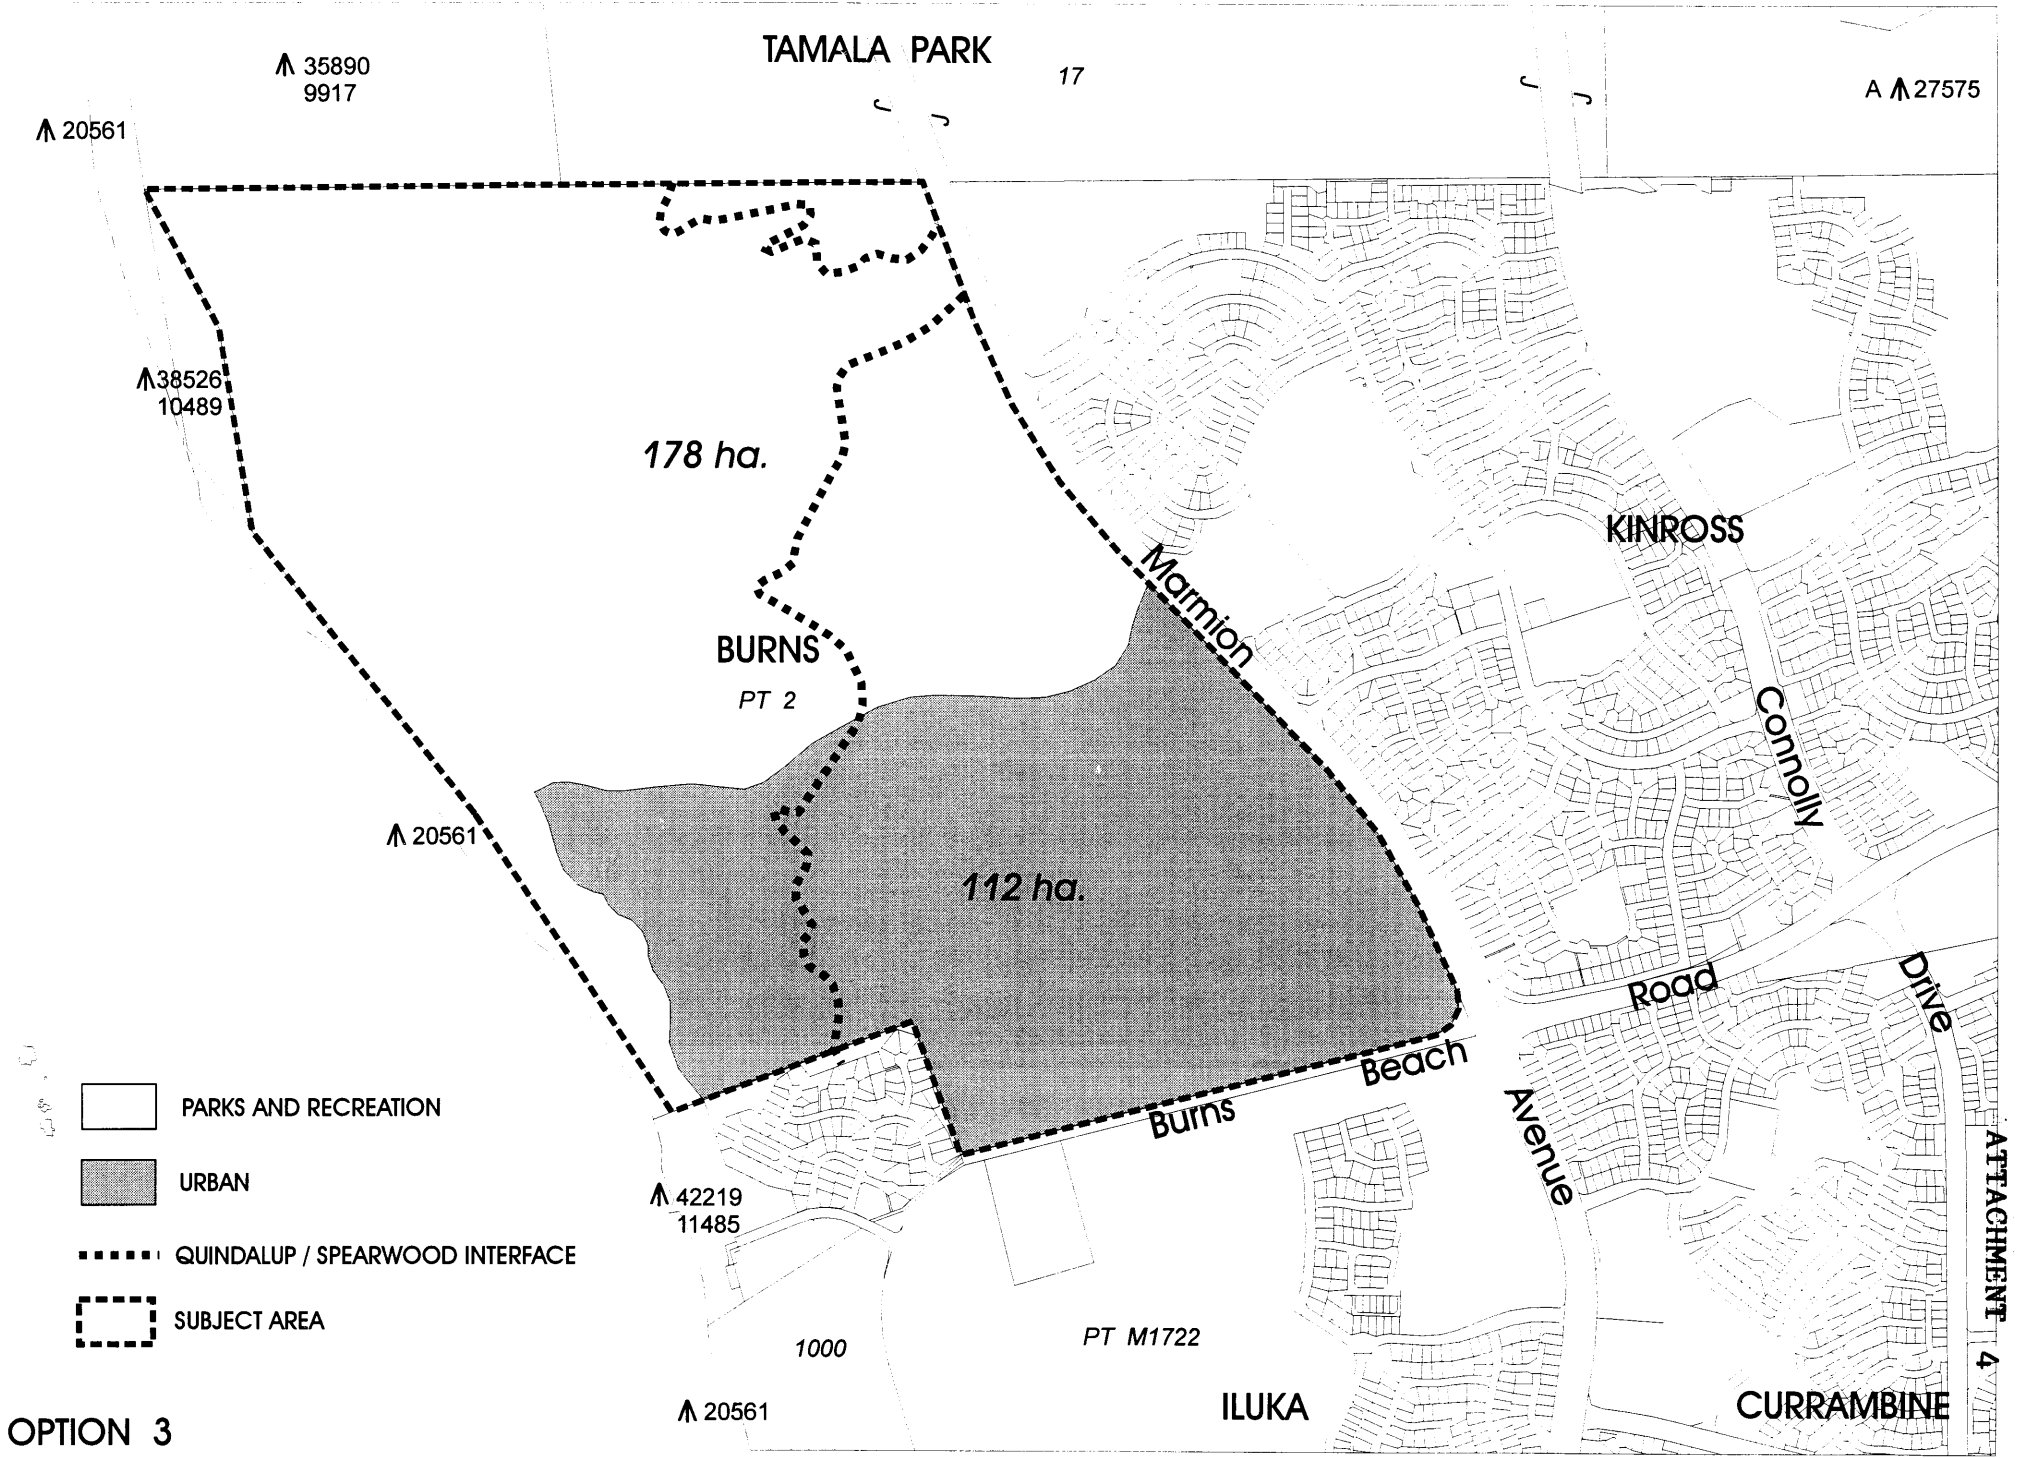 TAMALA PARK
17
35890
9917
20561
A 27575
38526
10489
178 ha.
KINROSS
Marmion
BURNS
PT 2
Connolly
20561
112 ha.
Road
Drive
Beach
Burns
Avenue
PARKS AND RECREATION
URBAN
QUINDALUP / SPEARWOOD INTERFACE
SUBJECT AREA
42219
11485
ATTACHMENT 4
1000
PT M1722
20561
ILUKA
CURRAMBINE
OPTION 3